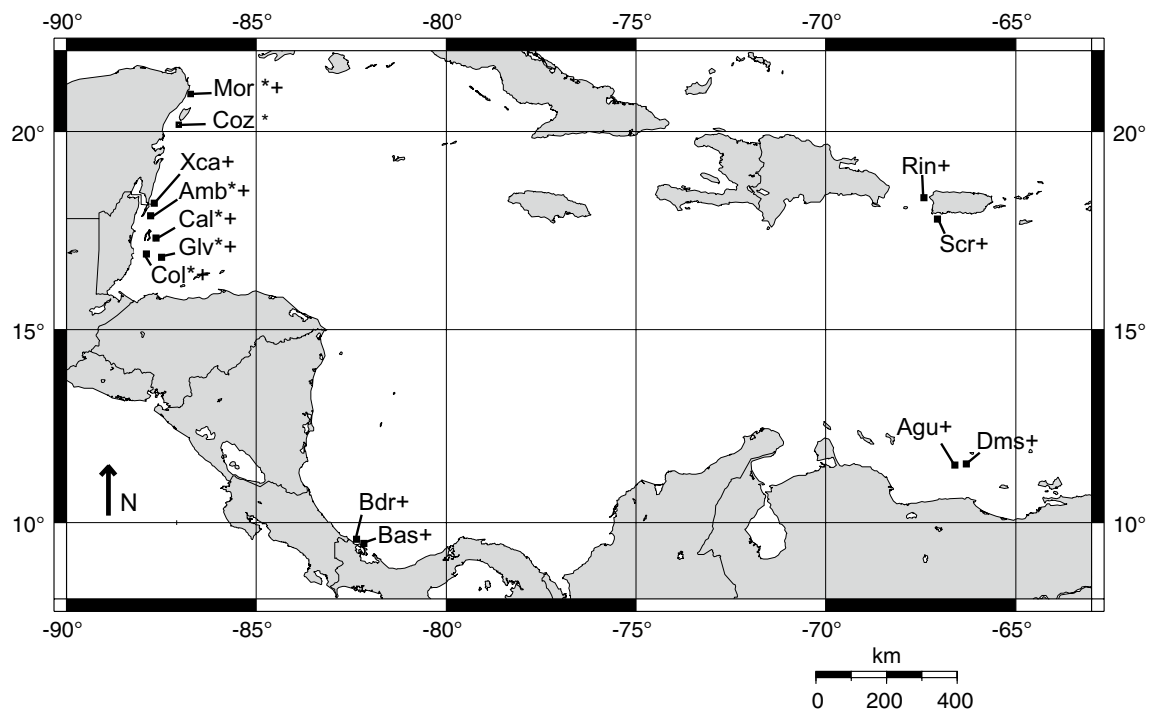 -90° -85° -80° -75° -70° -65°
Mor *+
Coz *
20° 20°
Xca+
Rin+
Amb*+
Cal*+
Glv*+
Scr+
Col*+
15° 15°
Agu+
Dms+
N
Bdr+
10° 10°
Bas+
-90° -85° -80° -75° -70° -65°
km
0 200 400